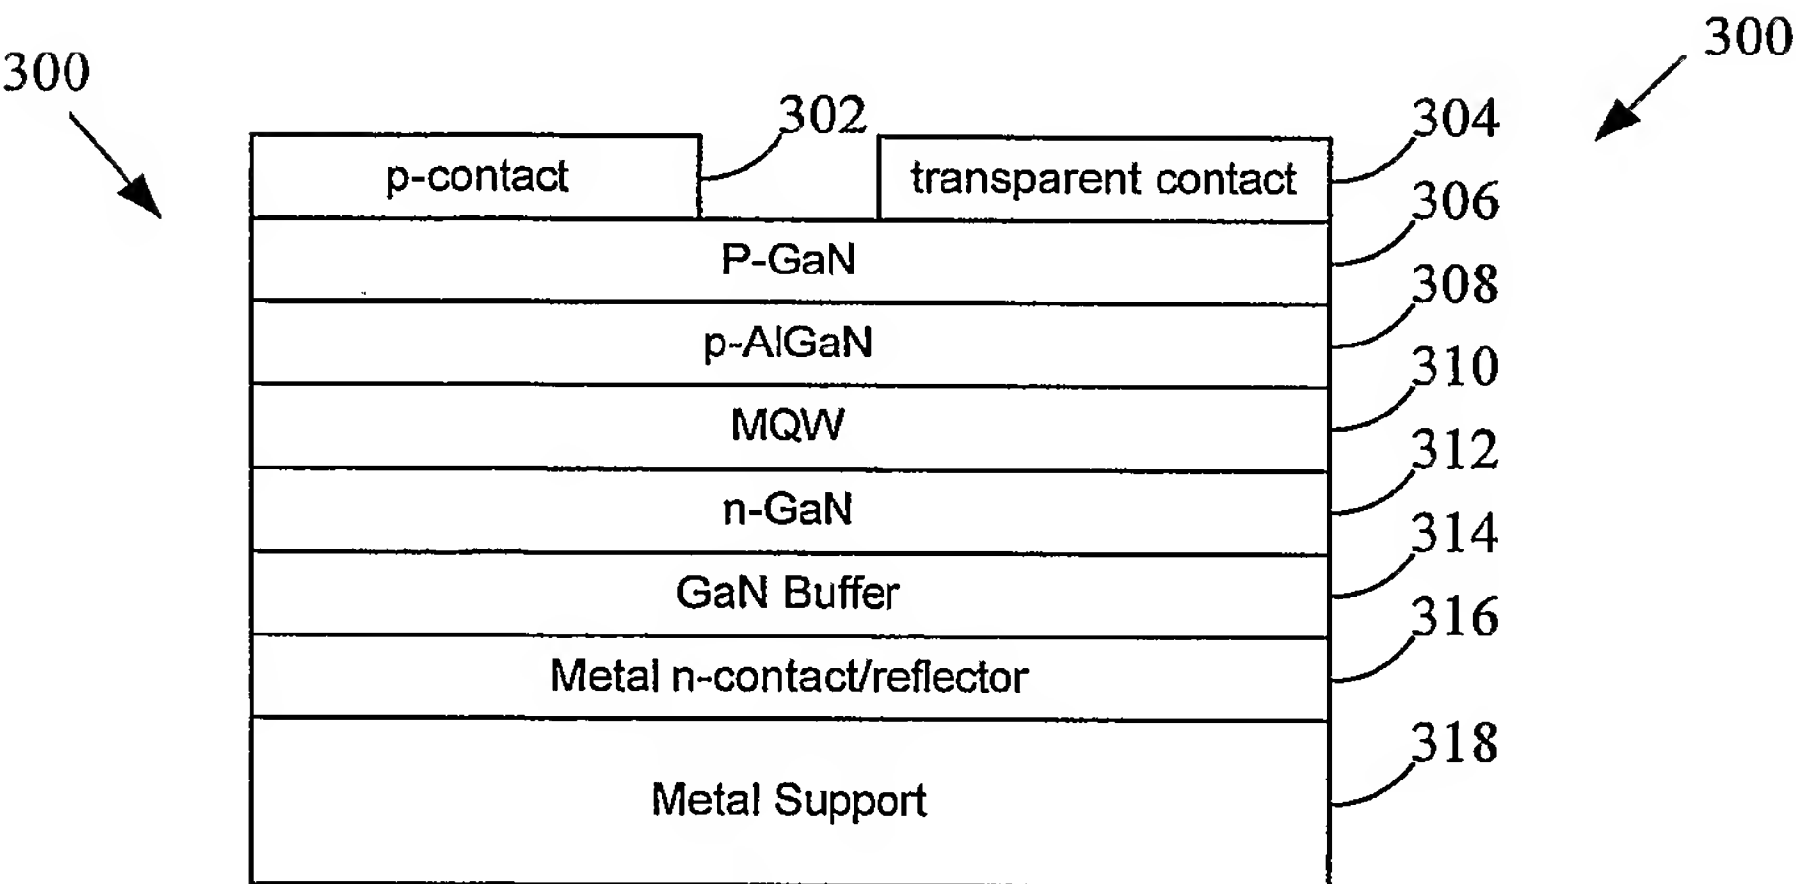 300
300
302
304
p-contact
transparent contact
306
P-GaN
308
p-AlGaN
310
MQW
312
n-GaN
314
GaN Buffer
316
Metal n-contact/reflector
318
Metal Support